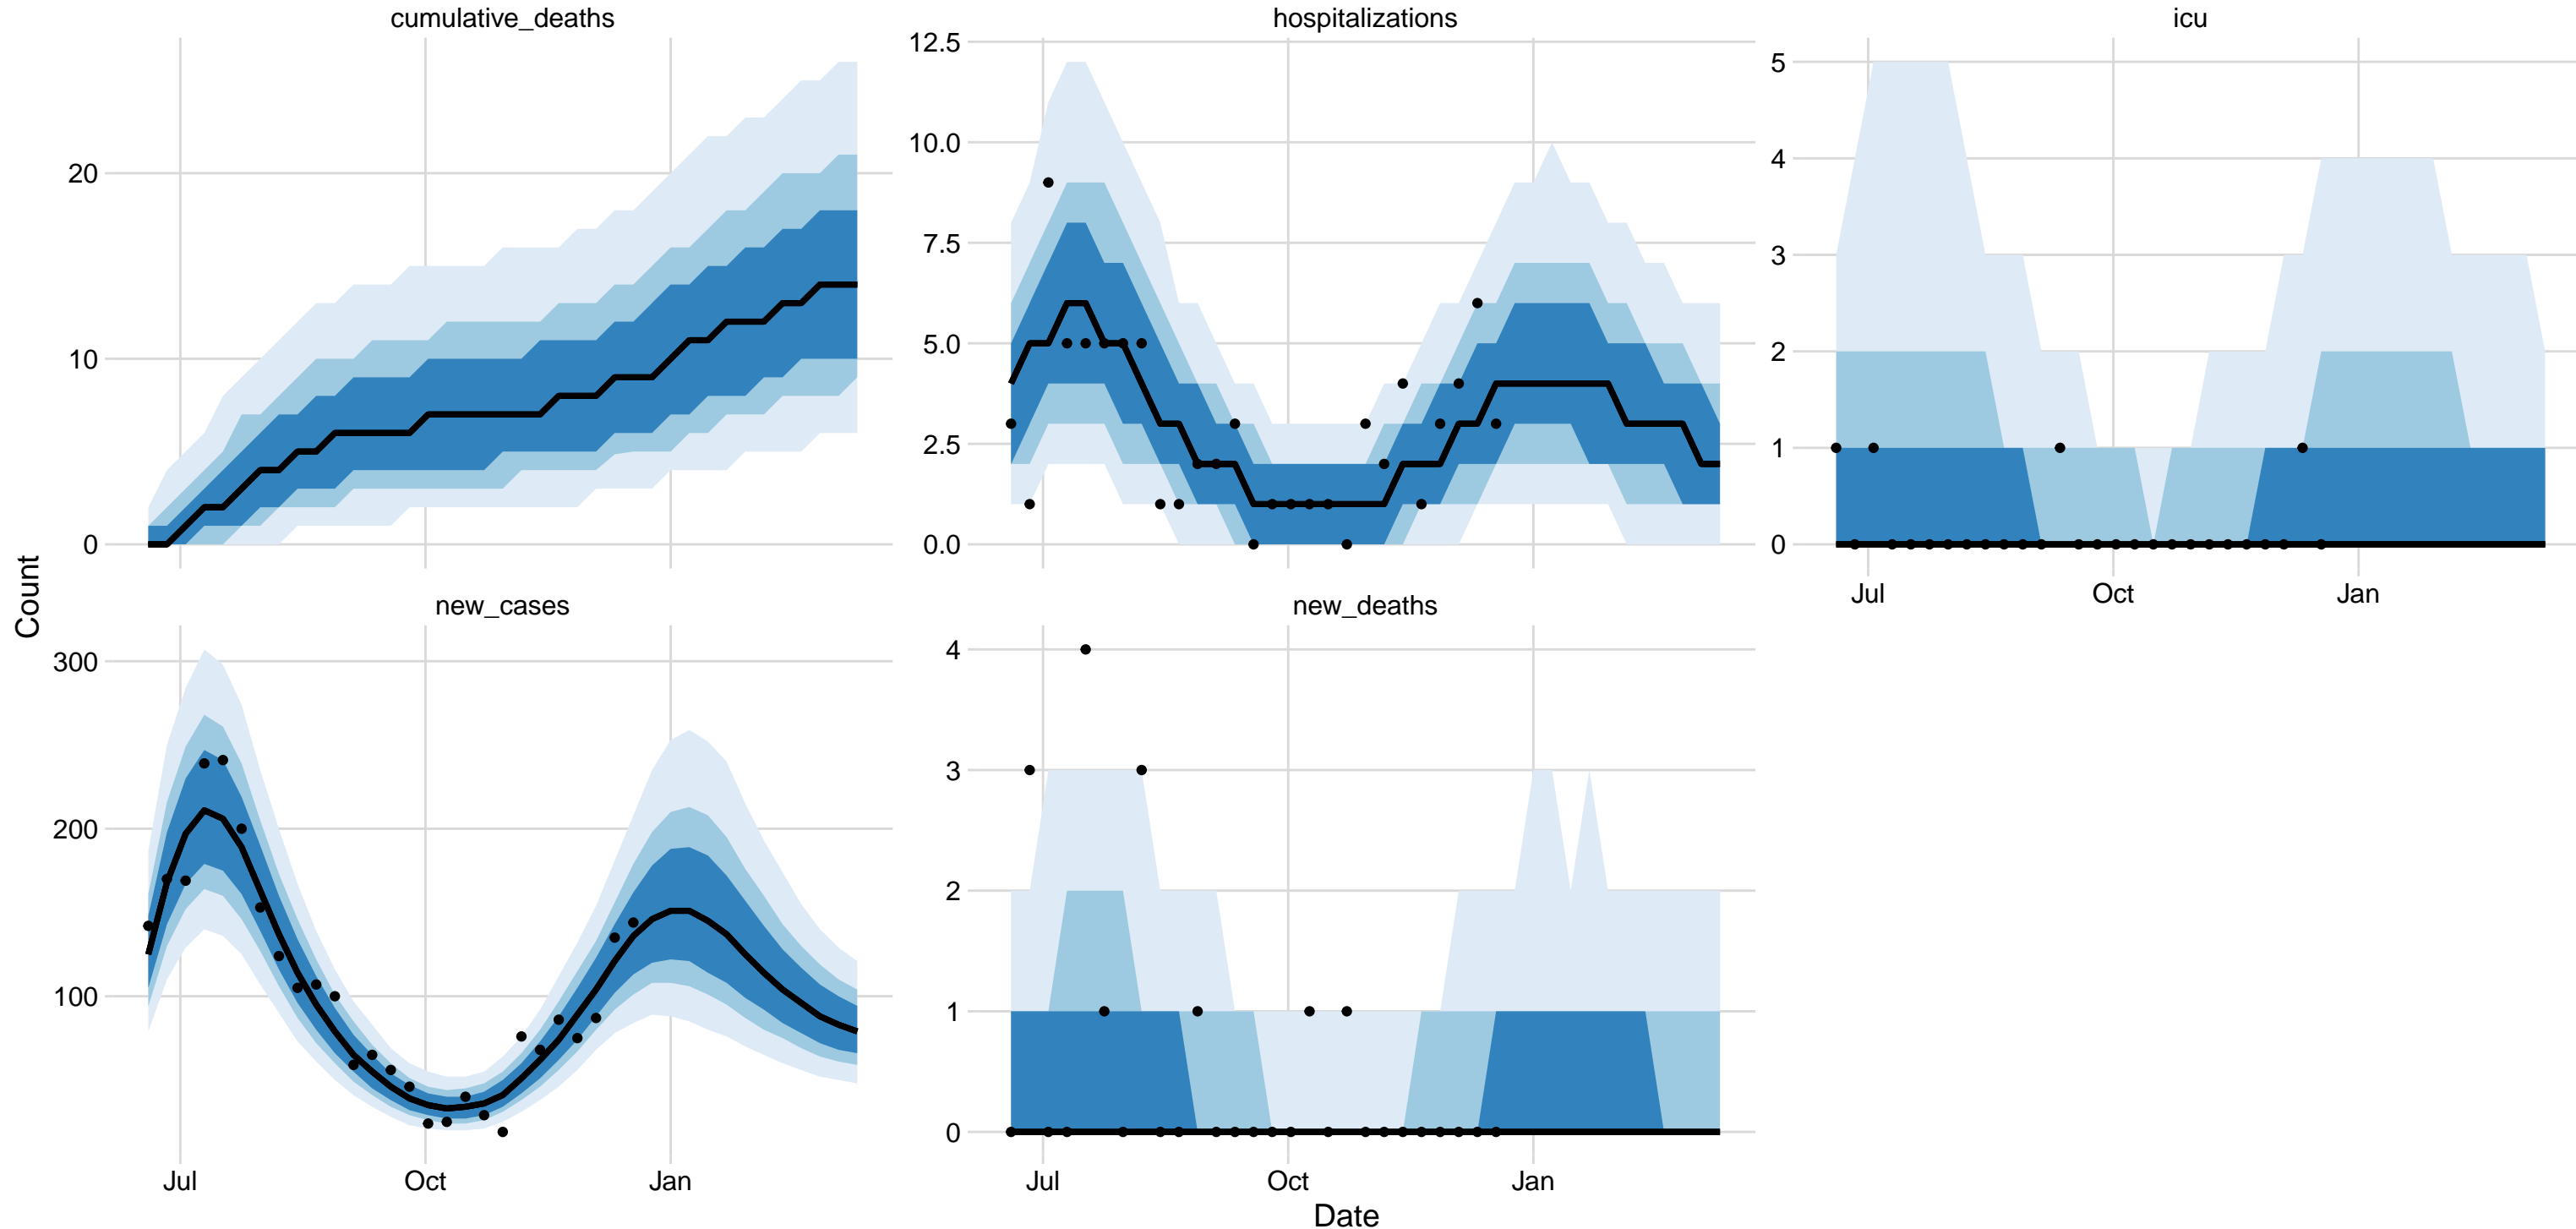 cumulative_deaths
hospitalizations
icu
20
10
0
12.5
10.0
7.5
5.0
2.5
0.0
5
4
3
2
1
0
Jul
Oct
Jan
Count
new_cases
new_deaths
300
200
100
Jul
Oct
Jan
4
3
2
1
0
Jul
Oct
Jan
Date